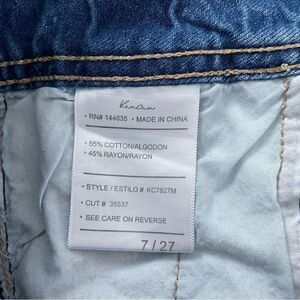 KanCan
• RN# 144635 • MADE IN CHINA
• 55% COTTON/ALGODON
• 45% RAYON/RAYON
• STYLE / ESTILO # KC7827M
• CUT # 35537
• SEE CARE ON REVERSE
7 / 27